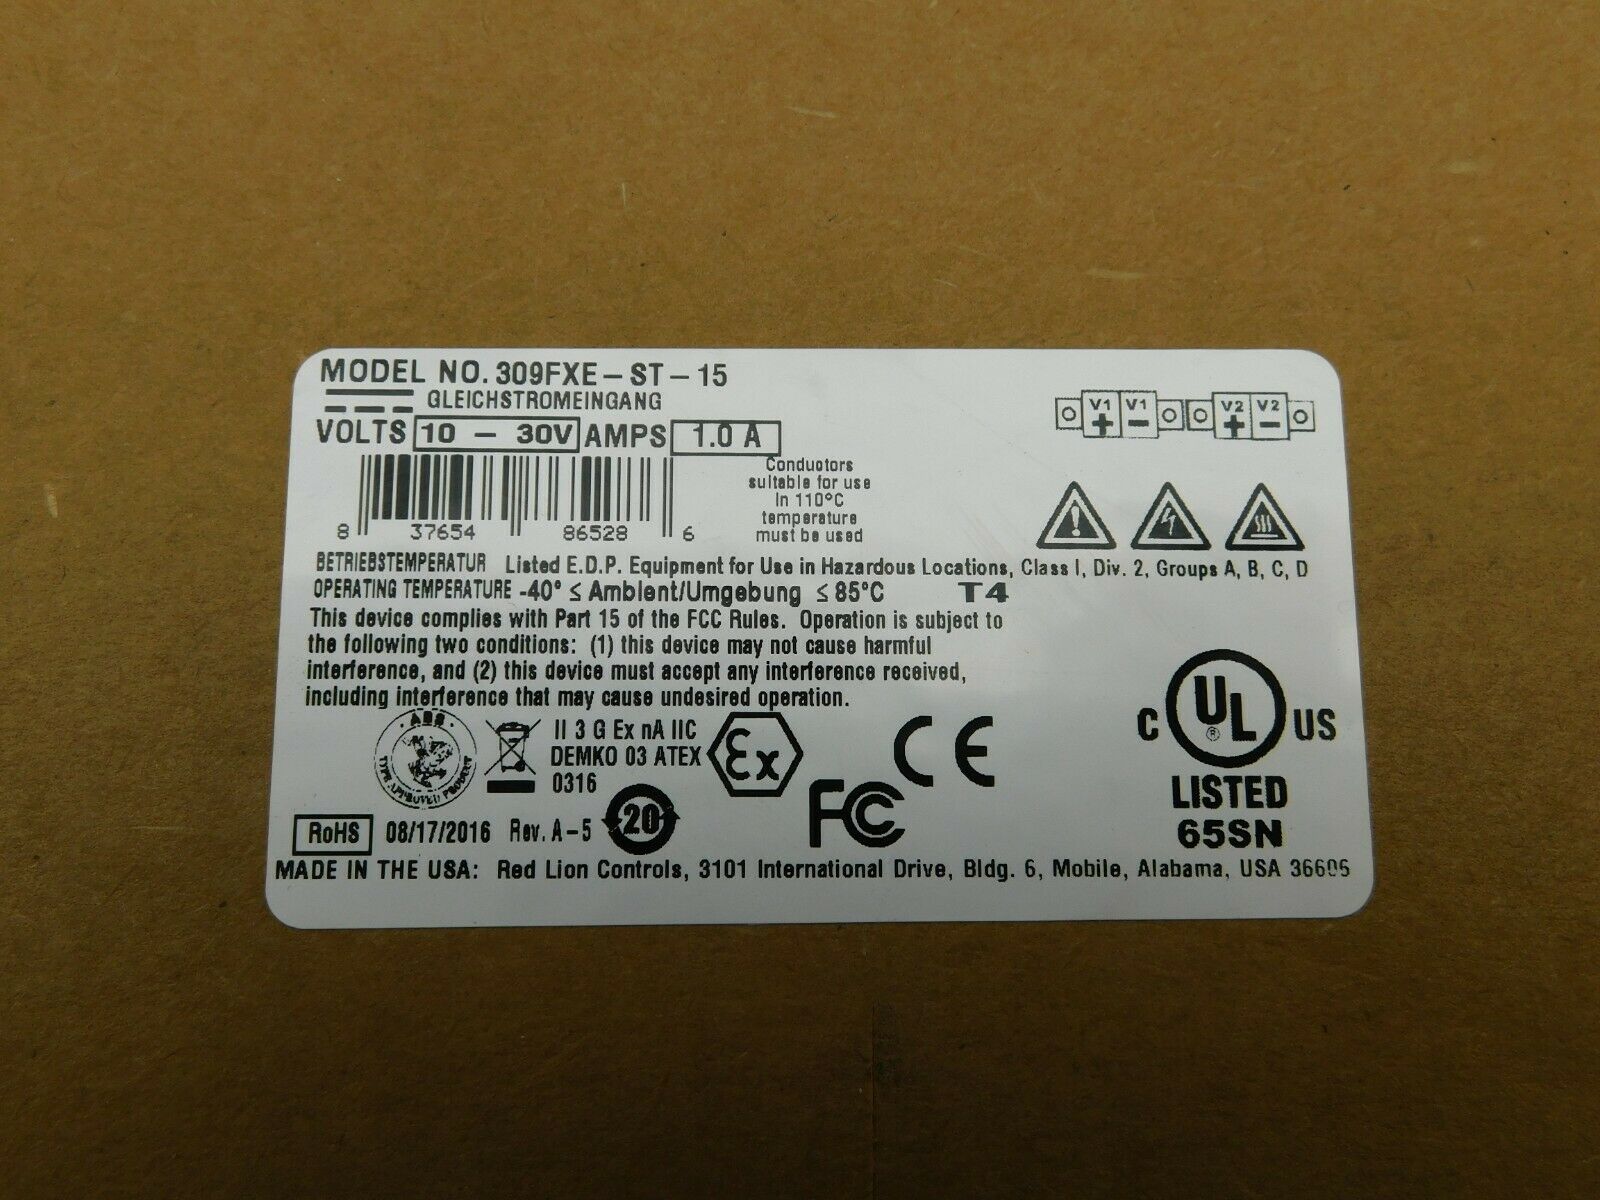 MODEL NO. 309FXE-ST-15
GLEICHSTROMEINGANG
VOLTS 10 - 30V AMPS 1.0 A
V1 V1 V2 V2
+ - + -
8 37654 86528 6
Conductors
suitable for use
In 110°C
temperature
must be used
BETRIEBSTEMPERATUR Listed E.D.P. Equipment for Use in Hazardous Locations, Class I, Div. 2, Groups A, B, C, D
OPERATING TEMPERATURE -40° ≤ Ambient/Umgebung ≤ 85°C T4
This device complies with Part 15 of the FCC Rules. Operation is subject to
the following two conditions: (1) this device may not cause harmful
interference, and (2) this device must accept any interference received,
including interference that may cause undesired operation.
ABS
TYPE APPROVED PRODUCT
II 3 G Ex nA IIC
DEMKO 03 ATEX
0316
Ex
CE
FC
C UL ® US
LISTED
65SN
RoHS 08/17/2016 Rev. A-5 20
MADE IN THE USA: Red Lion Controls, 3101 International Drive, Bldg. 6, Mobile, Alabama, USA 36606